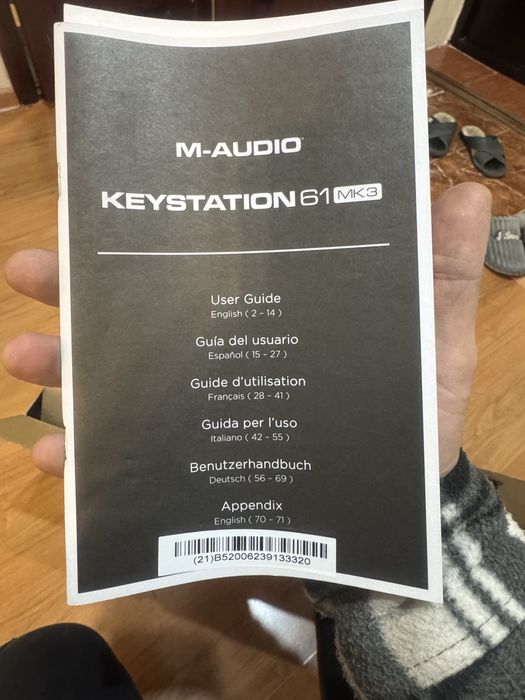 M-AUDIO
KEYSTATION 61 MK3
User Guide
English ( 2 – 14 )
Guía del usuario
Español ( 15 – 27 )
Guide d'utilisation
Français ( 28 – 41 )
Guida per l'uso
Italiano ( 42 – 55 )
Benutzerhandbuch
Deutsch ( 56 – 69 )
Appendix
English ( 70 – 71 )
(21)B52006239133320